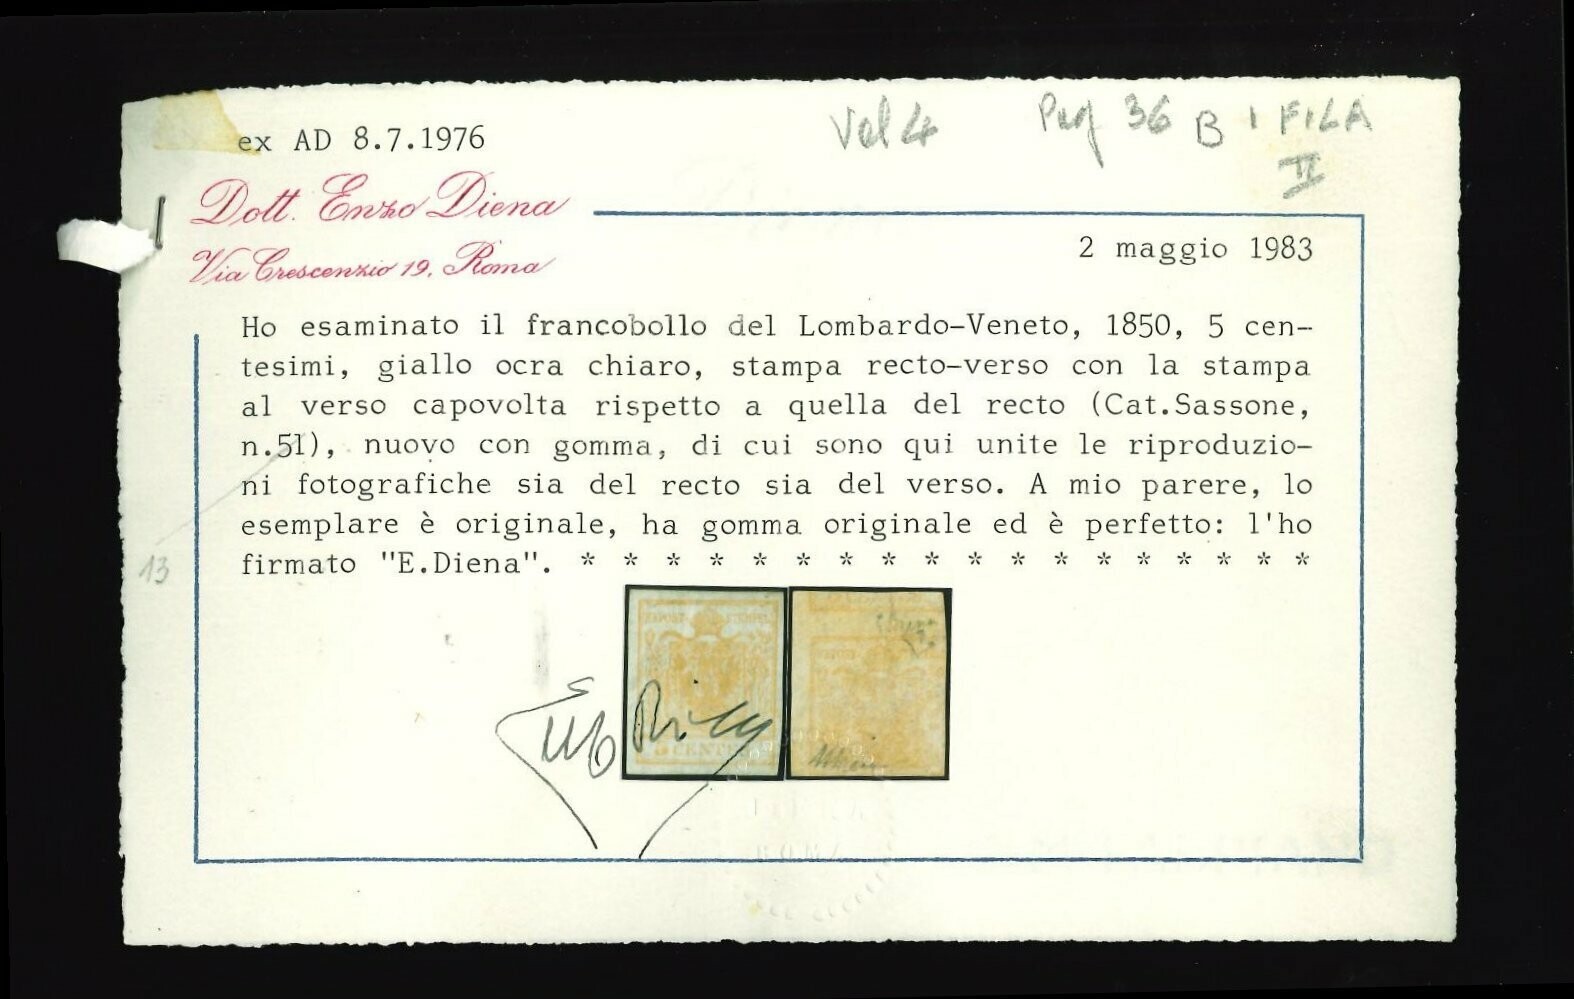 ex AD 8.7.1976
Vol 4 Pag 36 B 1 FILA
II
Dott. Enzo Diena
Via Crescenzio 19, Roma
2 maggio 1983
Ho esaminato il francobollo del Lombardo-Veneto, 1850, 5 cen-
tesimi, giallo ocra chiaro, stampa recto-verso con la stampa
al verso capovolta rispetto a quella del recto (Cat.Sassone,
n.51), nuovo con gomma, di cui sono qui unite le riproduzio-
ni fotografiche sia del recto sia del verso. A mio parere, lo
esemplare è originale, ha gomma originale ed è perfetto: l'ho
firmato "E.Diena". * * * * * * * * * * * * * * * * * *
13
5 CENT